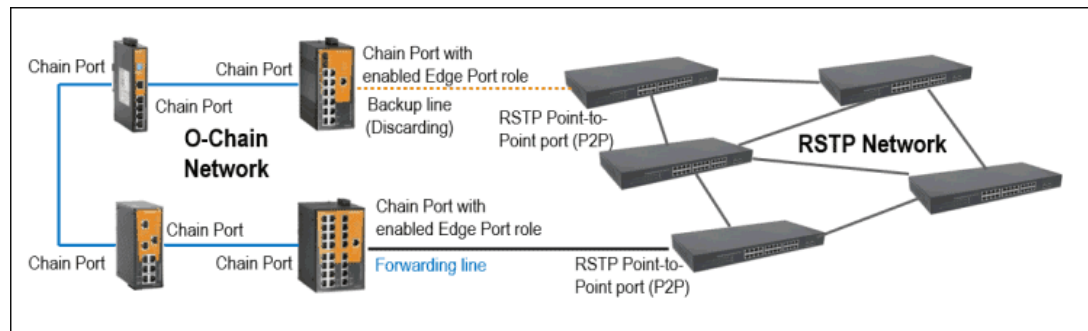 Chain Port
Chain Port
Chain Port with
enabled Edge Port role
Chain Port
Backup line
(Discarding)
RSTP Point-to-
Point port (P2P)
O-Chain
Network
RSTP Network
Chain Port
Chain Port
Chain Port
Chain Port with
enabled Edge Port role
Forwarding line
RSTP Point-to-
Point port (P2P)